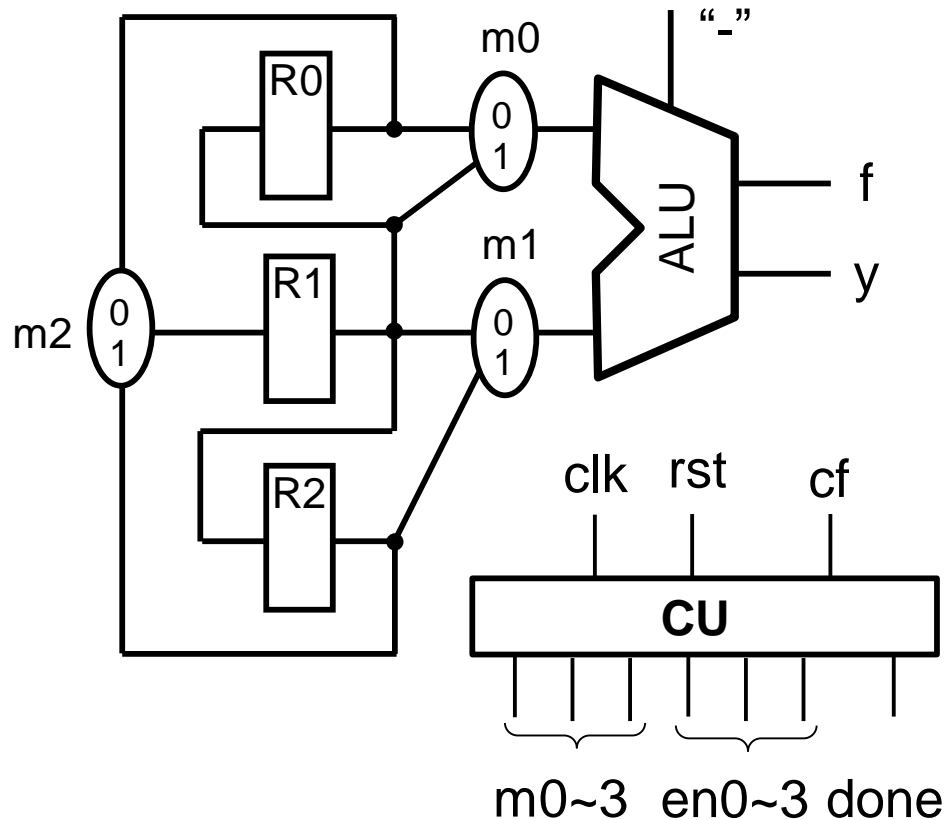 “-”
m0
R0
0
1
f
ALU
m1
y
R1
0
1
m2
0
1
R2
clk rst cf
CU
m0~3 en0~3 done